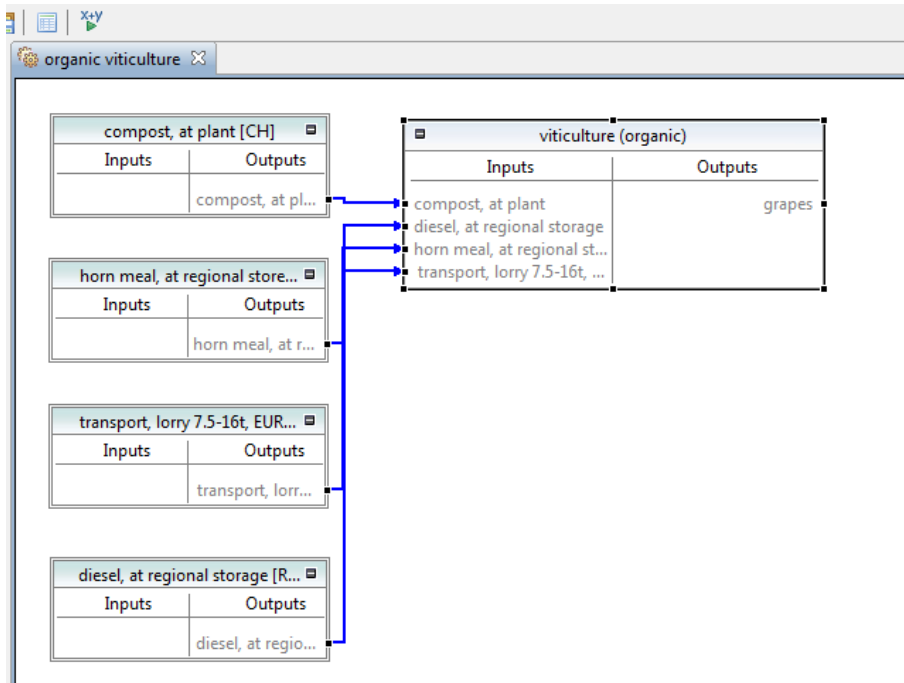 x+y
organic viticulture
compost, at plant [CH]
Inputs Outputs
compost, at pl...
horn meal, at regional store...
Inputs Outputs
horn meal, at r...
transport, lorry 7.5-16t, EUR...
Inputs Outputs
transport, lorr...
diesel, at regional storage [R...
Inputs Outputs
diesel, at regio...
viticulture (organic)
Inputs Outputs
compost, at plant grapes
diesel, at regional storage
horn meal, at regional st...
transport, lorry 7.5-16t, ...